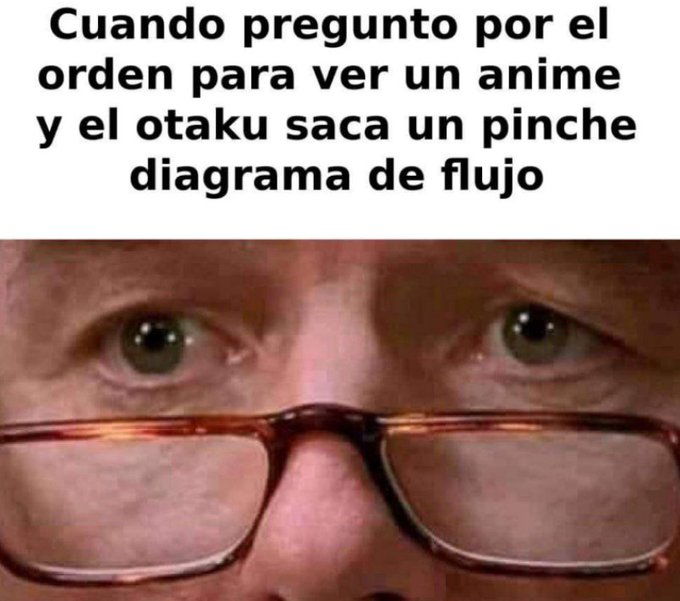 Cuando pregunto por el
orden para ver un anime
y el otaku saca un pinche
diagrama de flujo